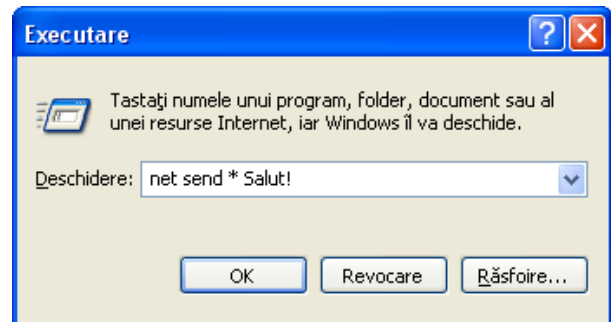 Executare
Tastaţi numele unui program, folder, document sau al
unei resurse Internet, iar Windows îl va deschide.
Deschidere: net send * Salut!
OK Revocare Răsfoire...